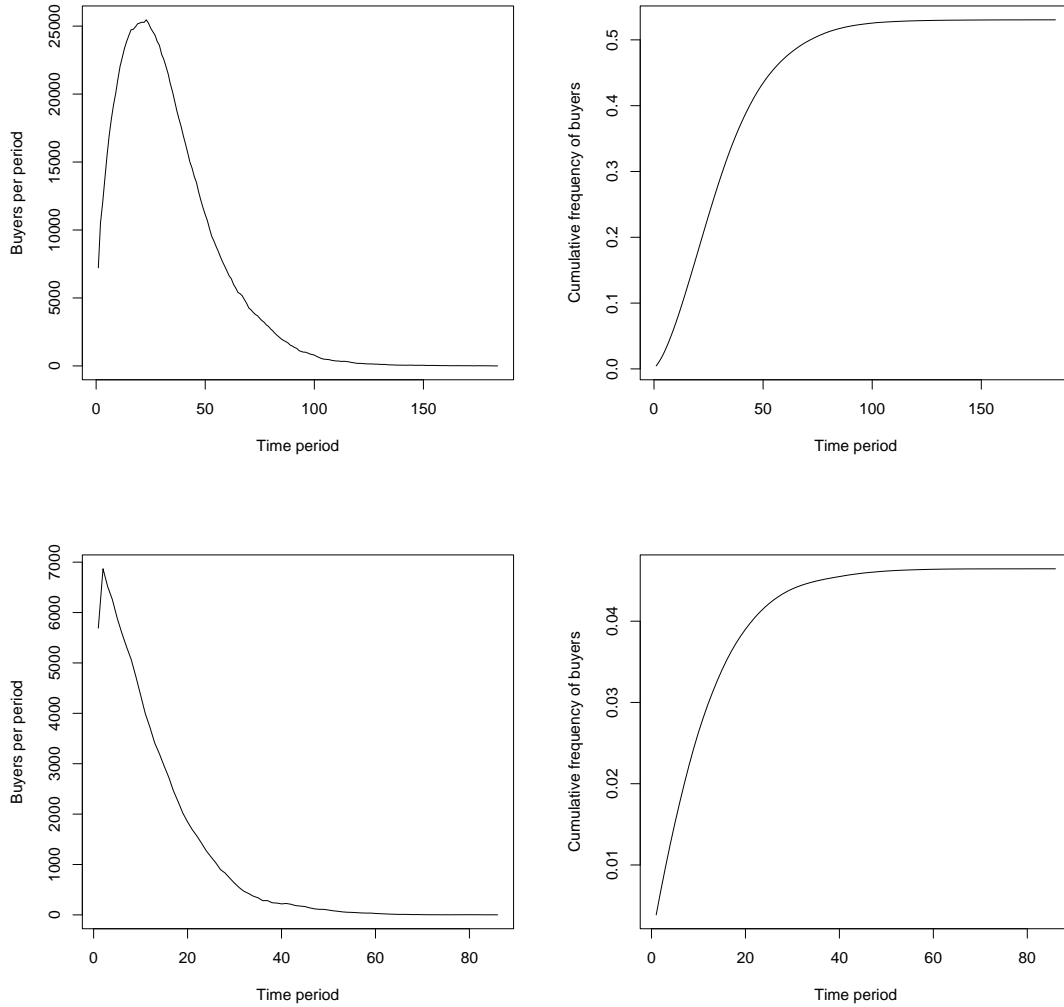 25000
20000
15000
10000
5000
0
Buyers per period
0 50 100 150
Time period
0.5
0.4
0.3
0.2
0.1
0.0
Cumulative frequency of buyers
0 50 100 150
Time period
7000
6000
5000
4000
3000
2000
1000
0
Buyers per period
0 20 40 60 80
Time period
0.04
0.03
0.02
0.01
Cumulative frequency of buyers
0 20 40 60 80
Time period